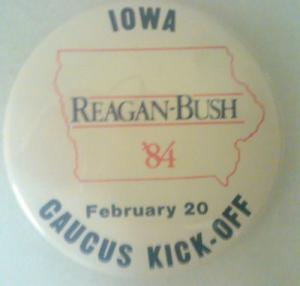 IOWA
REAGAN-BUSH
'84
February 20
CAUCUS KICK-OFF